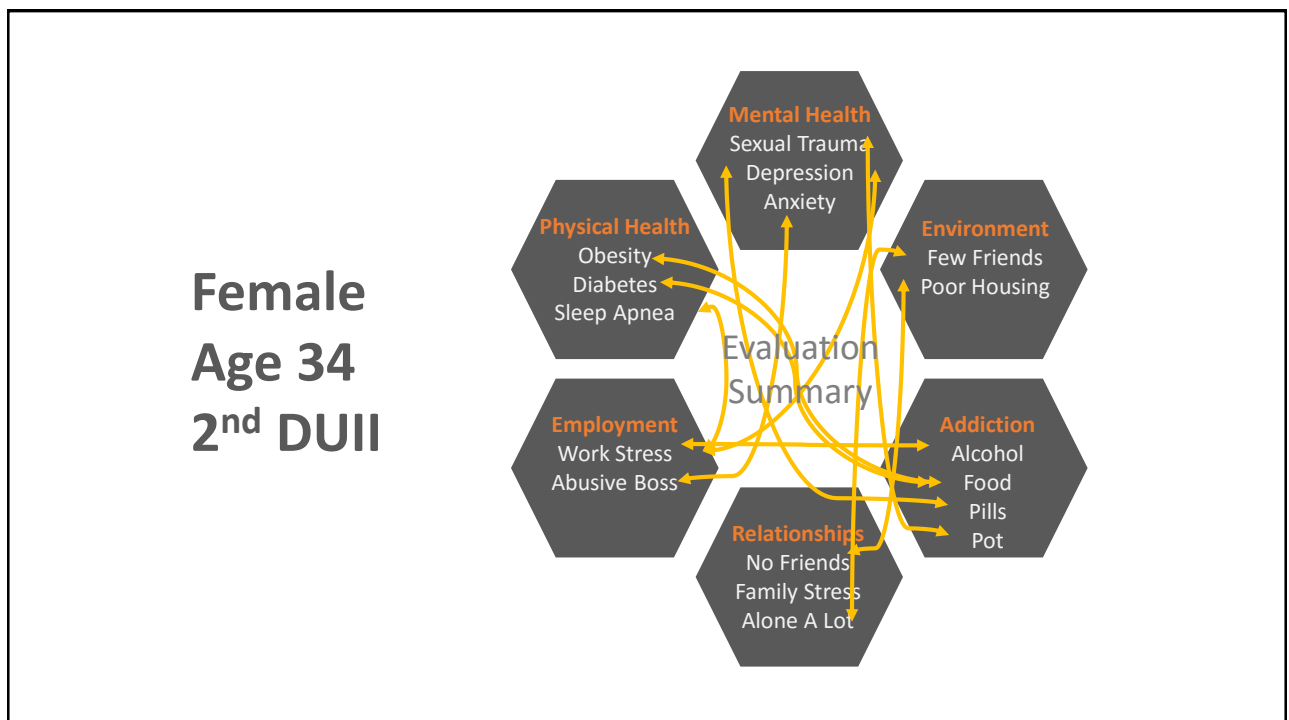 Female
Age 34
2nd DUII
Mental Health
Sexual Trauma
Depression
Anxiety
Physical Health
Obesity
Diabetes
Sleep Apnea
Environment
Few Friends
Poor Housing
Evaluation
Summary
Employment
Work Stress
Abusive Boss
Addiction
Alcohol
Food
Pills
Pot
Relationships
No Friends
Family Stress
Alone A Lot